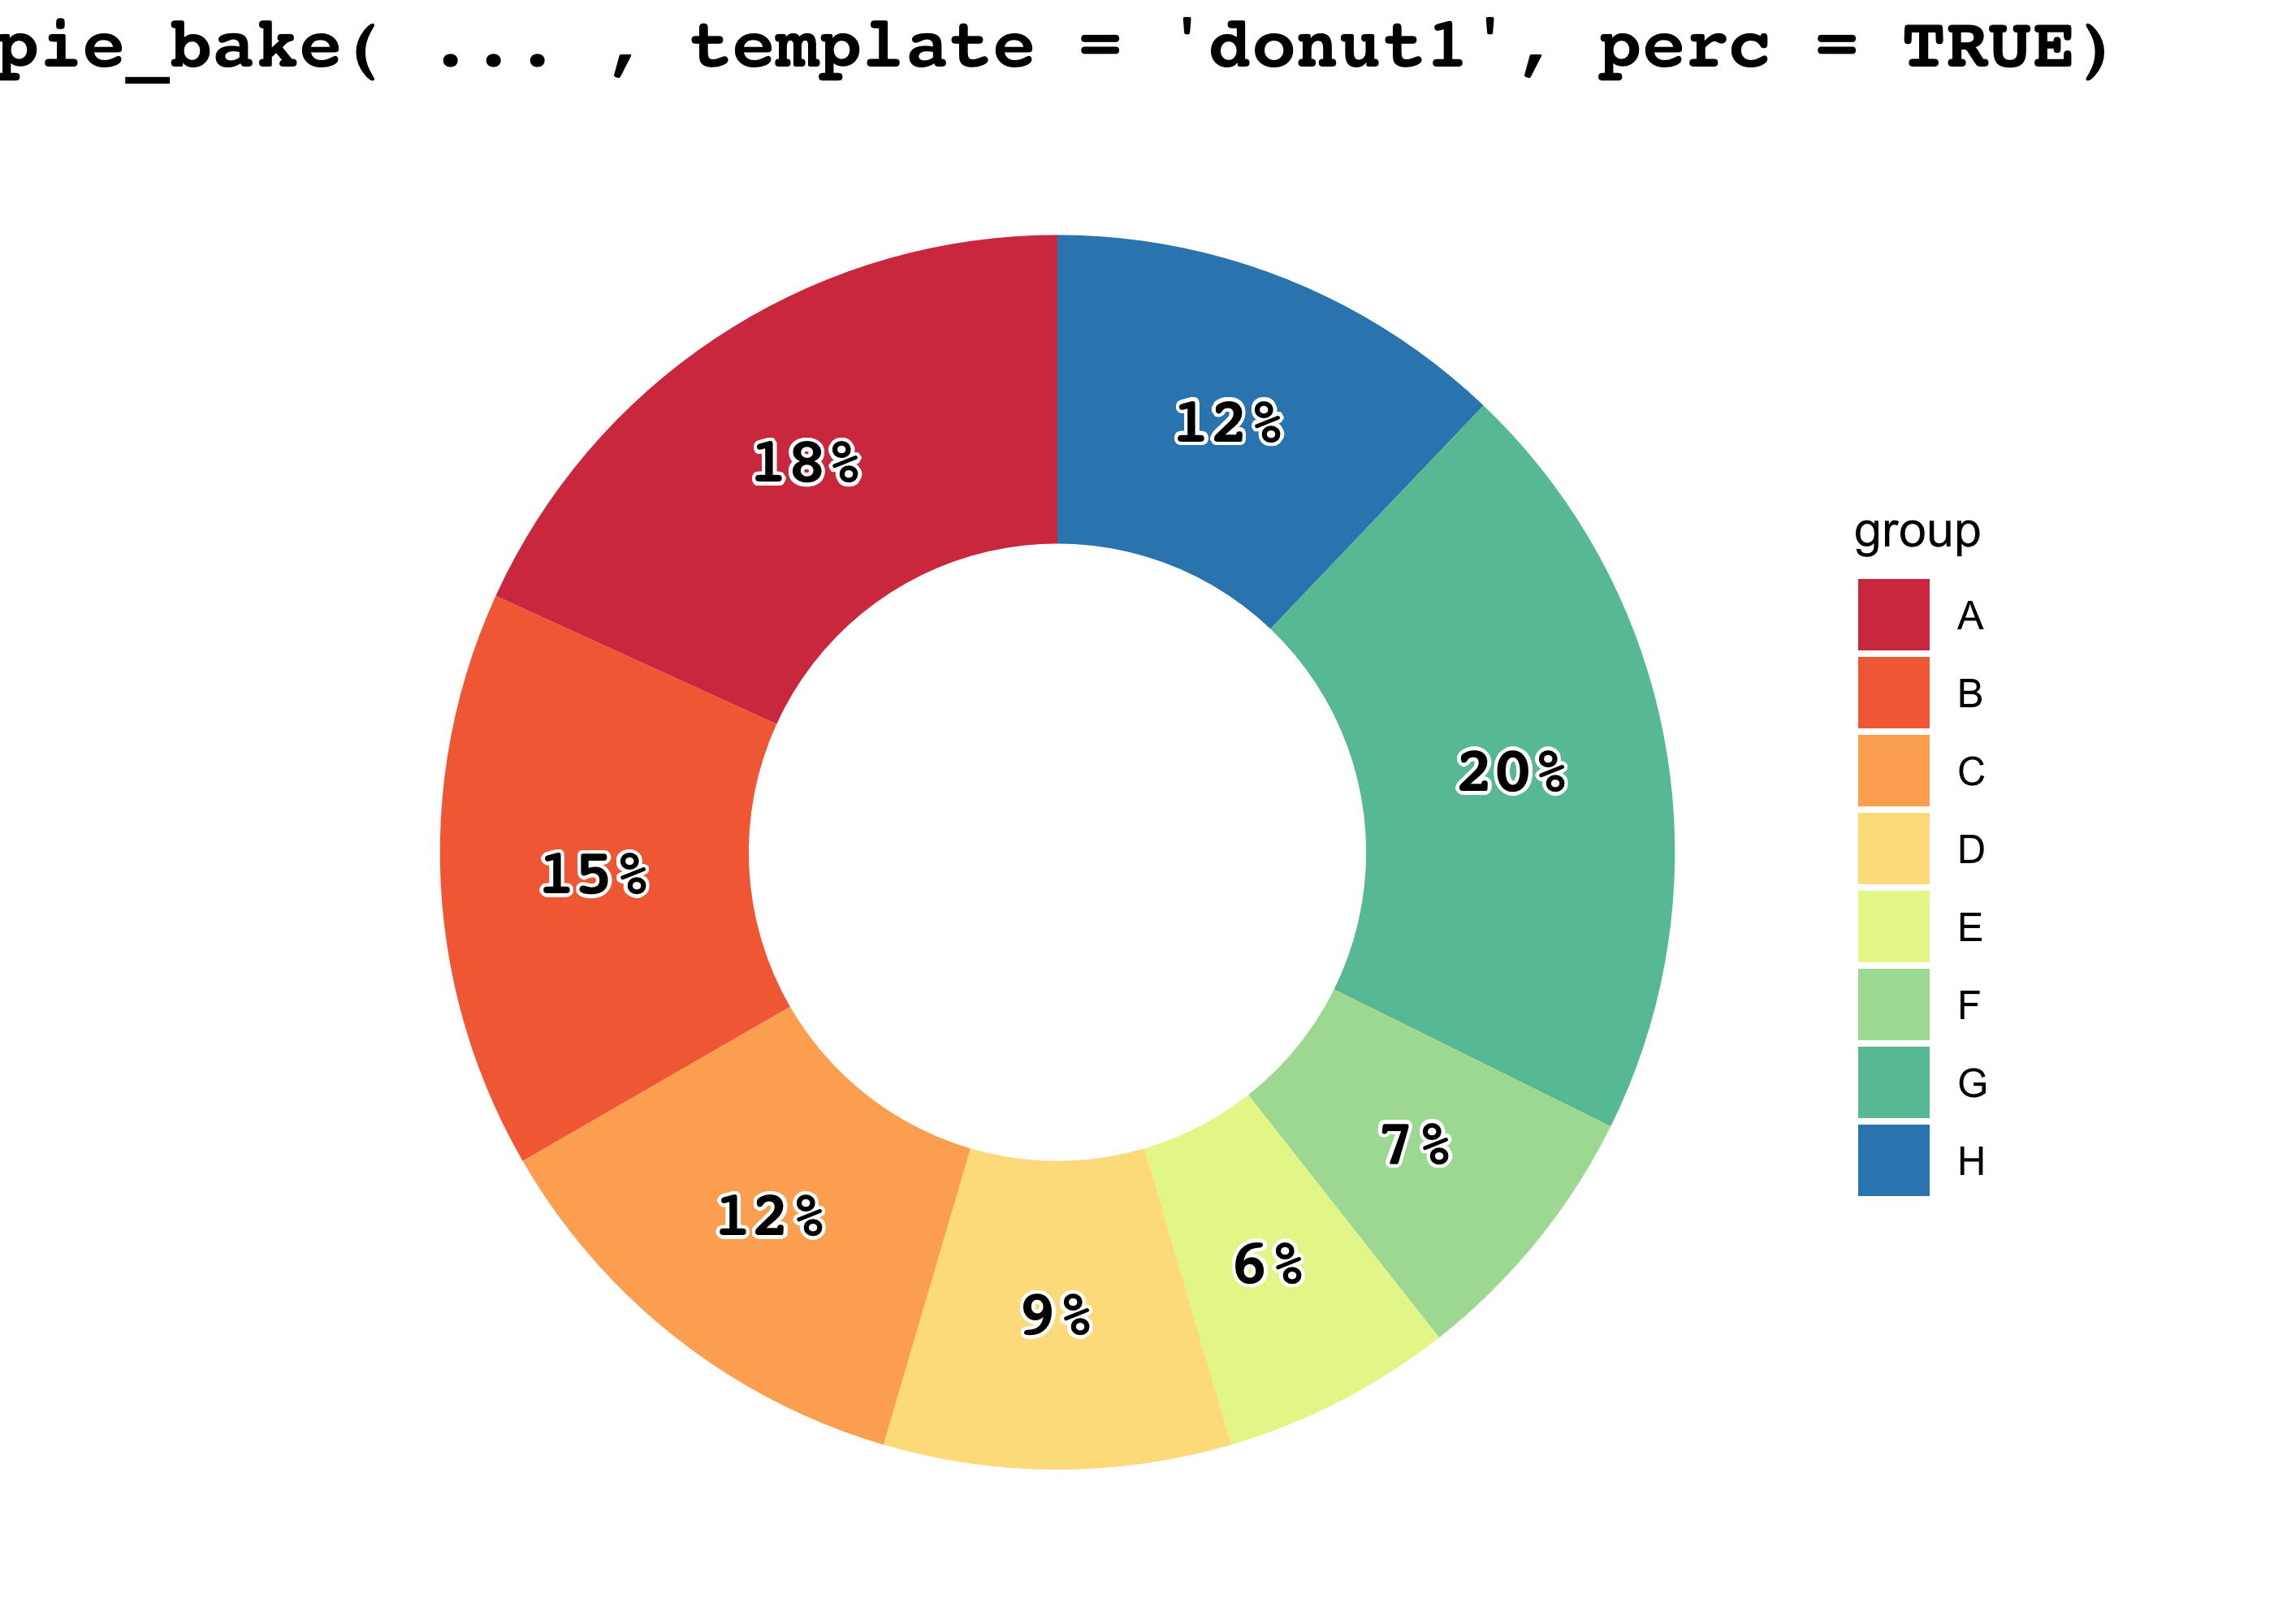 pie_bake( ... , template = 'donut1', perc = TRUE)
12%
18%
20%
15%
7%
12%
6%
9%
group
A
B
C
D
E
F
G
H